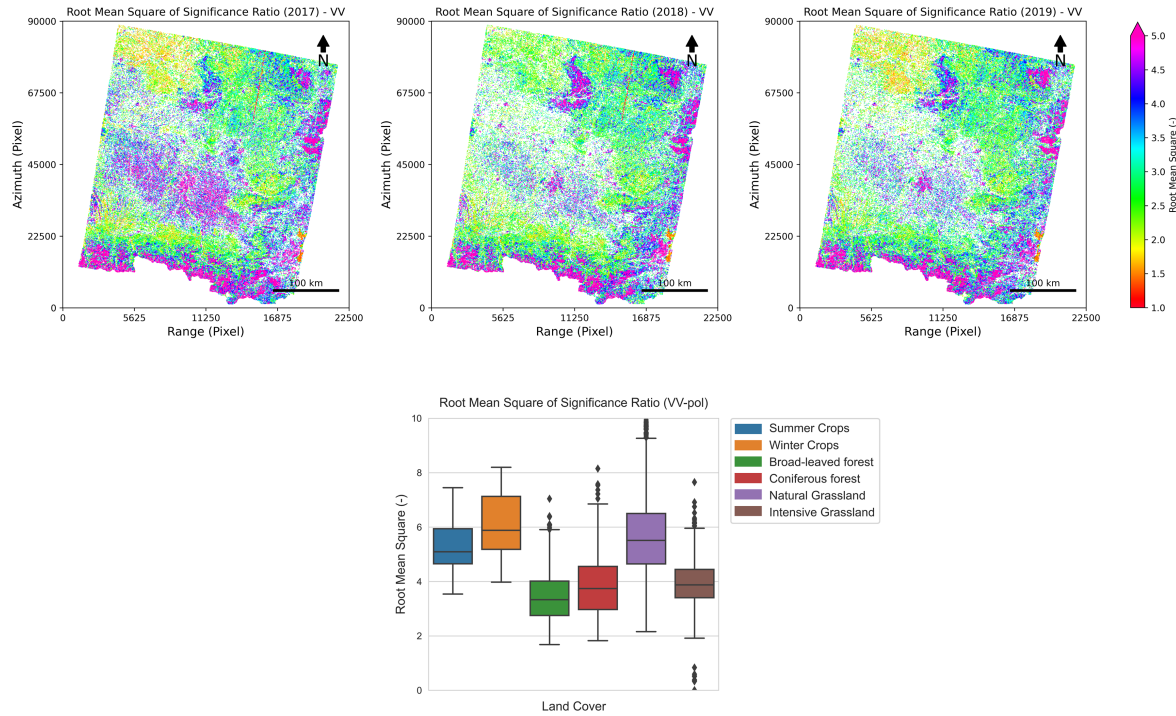 Root Mean Square of Significance Ratio (2017) - VV
Root Mean Square of Significance Ratio (2018) - VV
Root Mean Square of Significance Ratio (2019) - VV
90000
67500
45000
22500
0
Azimuth (Pixel)
N
100 km
0
5625
11250
16875
22500
Range (Pixel)
90000
67500
45000
22500
0
Azimuth (Pixel)
N
100 km
0
5625
11250
16875
22500
Range (Pixel)
90000
67500
45000
22500
0
Azimuth (Pixel)
N
100 km
0
5625
11250
16875
22500
Range (Pixel)
5.0
4.5
4.0
3.5
3.0
2.5
2.0
1.5
1.0
Root Mean Square (-)
Root Mean Square of Significance Ratio (VV-pol)
10
8
6
4
2
0
Root Mean Square (-)
Land Cover
Summer Crops
Winter Crops
Broad-leaved forest
Coniferous forest
Natural Grassland
Intensive Grassland